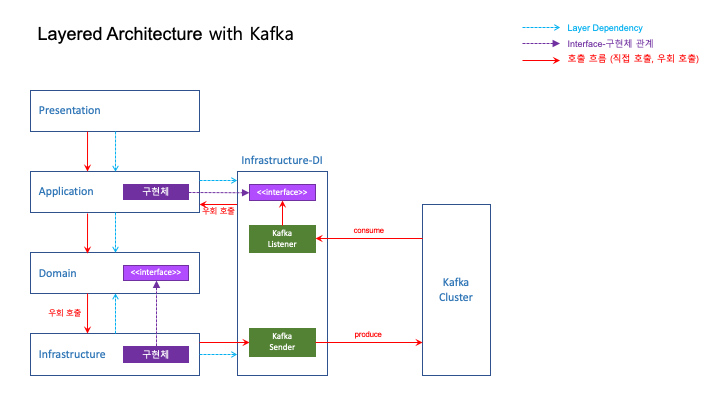 Layered Architecture with Kafka
Layer Dependency
Interface-구현체 관계
호출 흐름 (직접 호출, 우회 호출)
Presentation
Infrastructure-DI
Application
구현체
<<interface>>
우회 호출
Kafka
Listener
consume
Domain
<<interface>>
Kafka
Cluster
우회 호출
Infrastructure
구현체
Kafka
Sender
produce